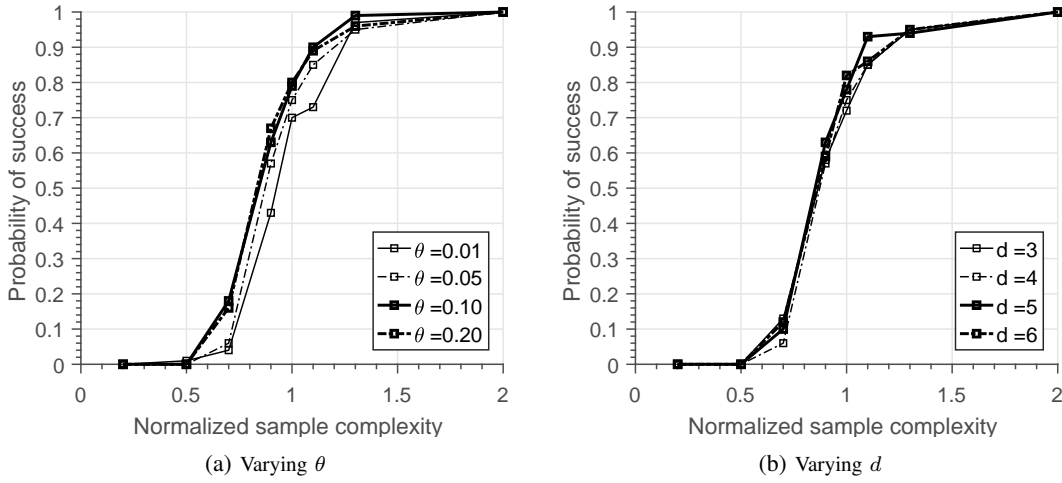 Probability of success
1
0.9
0.8
0.7
0.6
0.5
0.4
0.3
0.2
0.1
0
0 0.5 1 1.5 2
Normalized sample complexity
θ =0.01
θ =0.05
θ =0.10
θ =0.20
(a) Varying θ
Probability of success
1
0.9
0.8
0.7
0.6
0.5
0.4
0.3
0.2
0.1
0
0 0.5 1 1.5 2
Normalized sample complexity
d =3
d =4
d =5
d =6
(b) Varying d